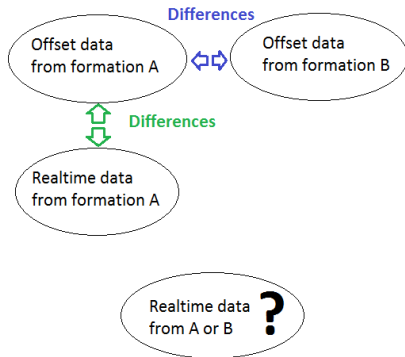 Differences
Offset data
from formation A
Offset data
from formation B
Differences
Realtime data
from formation A
Realtime data
from A or B
?